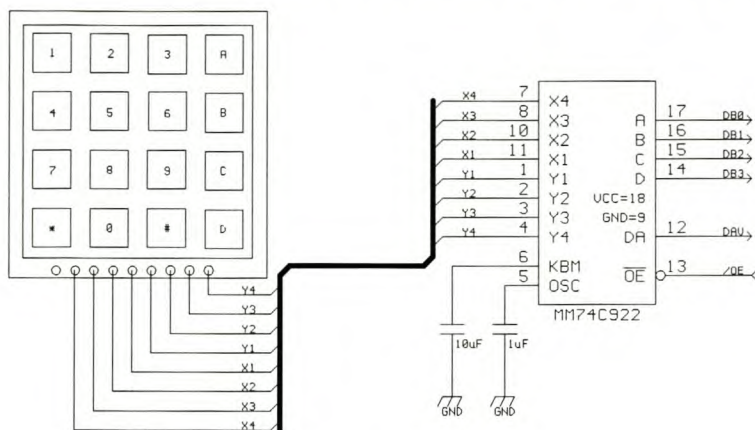 1 2 3 A
4 5 6 B
7 8 9 C
* 0 # D
Y4
Y3
Y2
Y1
X1
X2
X3
X4
X4 7 X4
X3 8 X3
X2 10 X2
X1 11 X1
Y1 1 Y1
Y2 2 Y2
Y3 3 Y3
Y4 4 Y4
6 KBM
5 OSC
A 17 DB0
B 16 DB1
C 15 DB2
D 14 DB3
VCC=18
GND=9
DA 12 DAV
OE 13 /OE
MM74C922
10uF
1uF
GND
GND